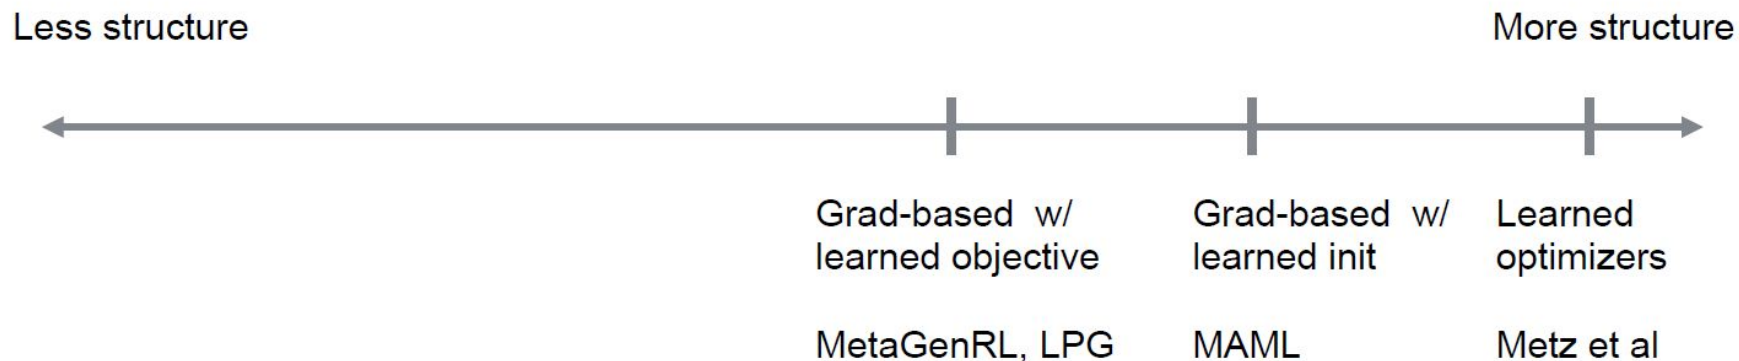 Less structure
More structure
Grad-based w/
learned objective
MetaGenRL, LPG
Grad-based w/
learned init
MAML
Learned
optimizers
Metz et al